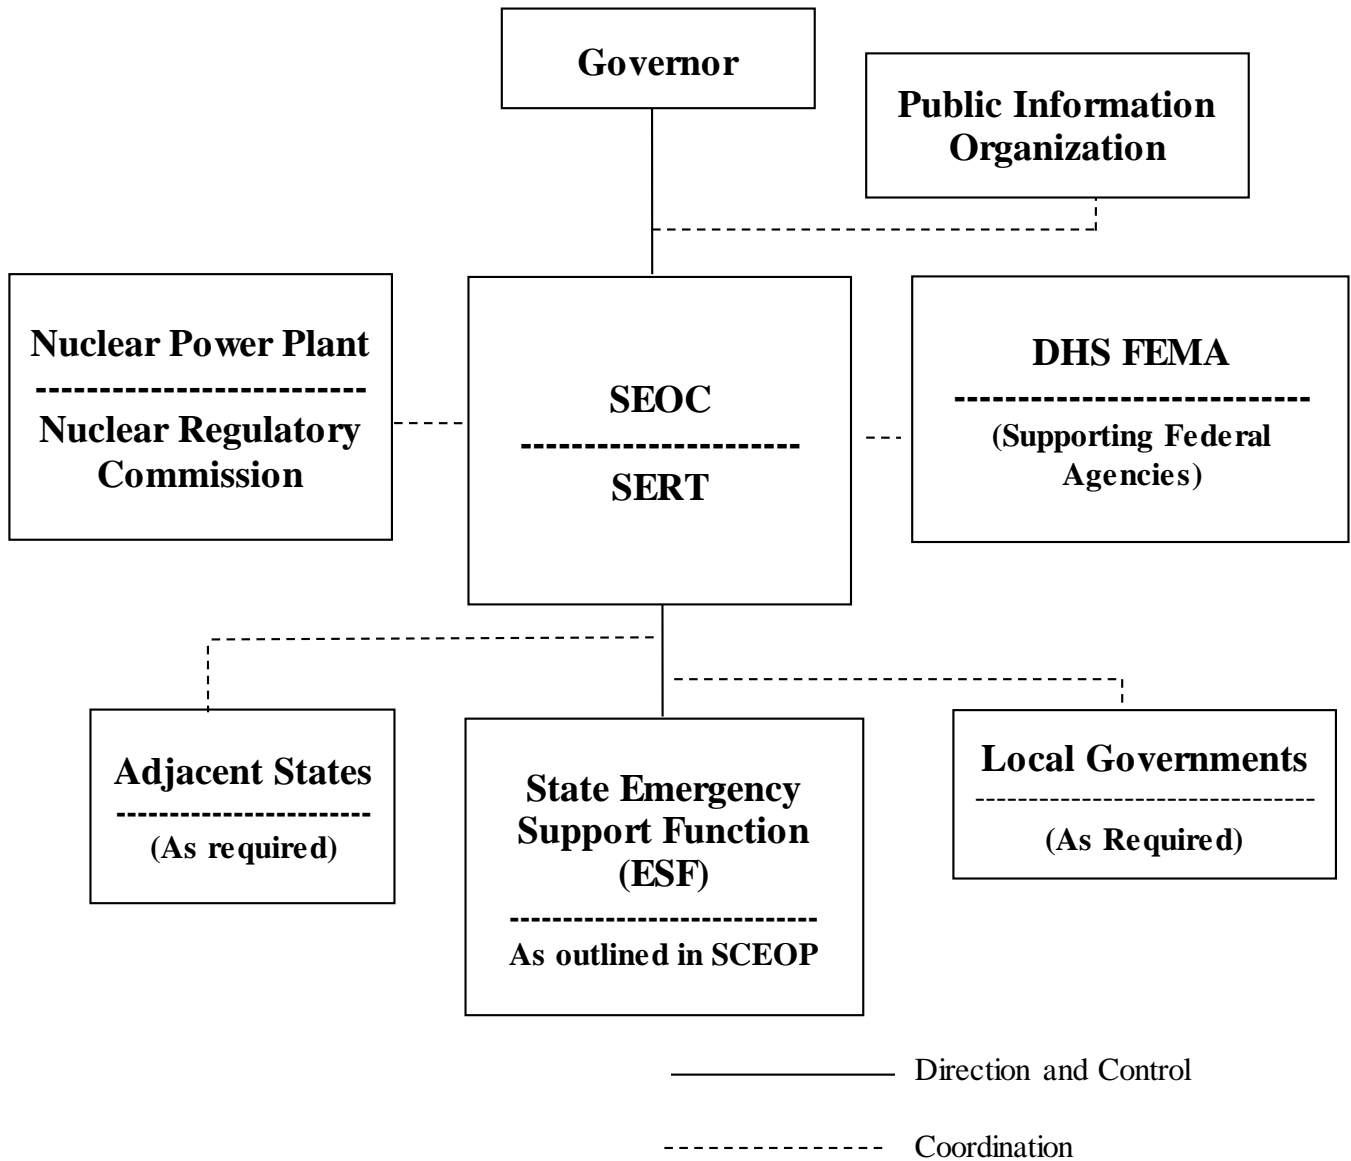 Governor
Public Information
Organization
Nuclear Power Plant
Nuclear Regulatory
Commission
SEOC
SERT
DHS FEMA
(Supporting Federal
Agencies)
Adjacent States
(As required)
State Emergency
Support Function
(ESF)
As outlined in SCEOP
Local Governments
(As Required)
Direction and Control
Coordination